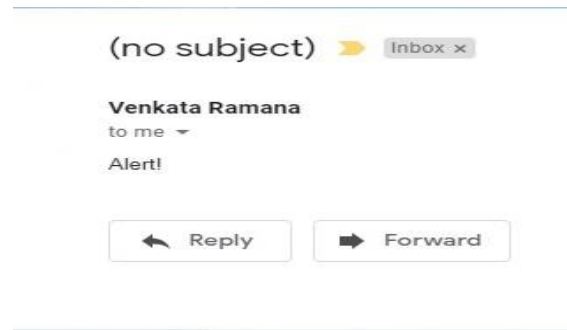 (no subject) Inbox x
Venkata Ramana
to me
Alert!
Reply Forward